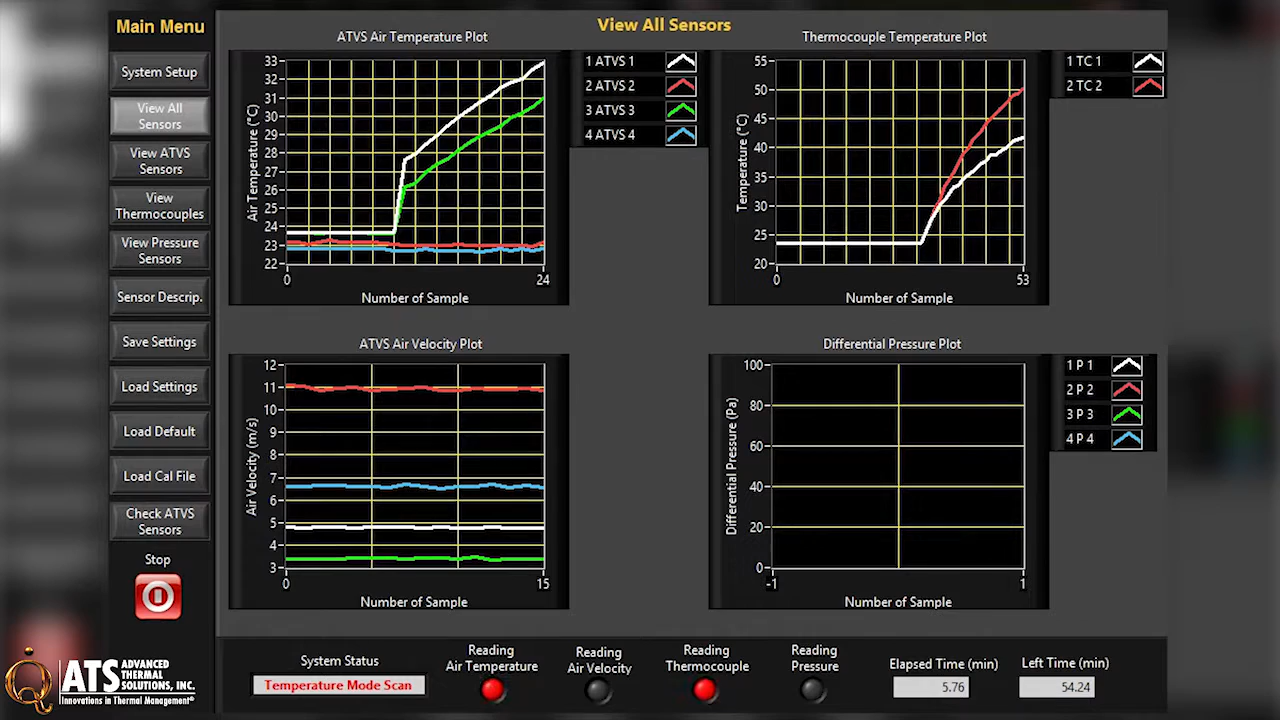 Main Menu
System Setup
View All
Sensors
View ATVS
Sensors
View
Thermocouples
View Pressure
Sensors
Sensor Descrip.
Save Settings
Load Settings
Load Default
Load Cal File
Check ATVS
Sensors
Stop
View All Sensors
ATVS Air Temperature Plot
Air Temperature (°C)
33
32
31
30
29
28
27
26
25
24
23
22
0
24
Number of Sample
1 ATVS 1
2 ATVS 2
3 ATVS 3
4 ATVS 4
Thermocouple Temperature Plot
Temperature (°C)
55
50
45
40
35
30
25
20
0
53
Number of Sample
1 TC 1
2 TC 2
ATVS Air Velocity Plot
Air Velocity (m/s)
12
11
10
9
8
7
6
5
4
3
0
15
Number of Sample
Differential Pressure Plot
Differential Pressure (Pa)
100
80
60
40
20
0
-1
1
Number of Sample
1 P 1
2 P 2
3 P 3
4 P 4
System Status
Temperature Mode Scan
Reading
Air Temperature
Reading
Air Velocity
Reading
Thermocouple
Reading
Pressure
Elapsed Time (min)
5.76
Left Time (min)
54.24
ATS
ADVANCED
THERMAL
SOLUTIONS, INC.
Innovations in Thermal Management®